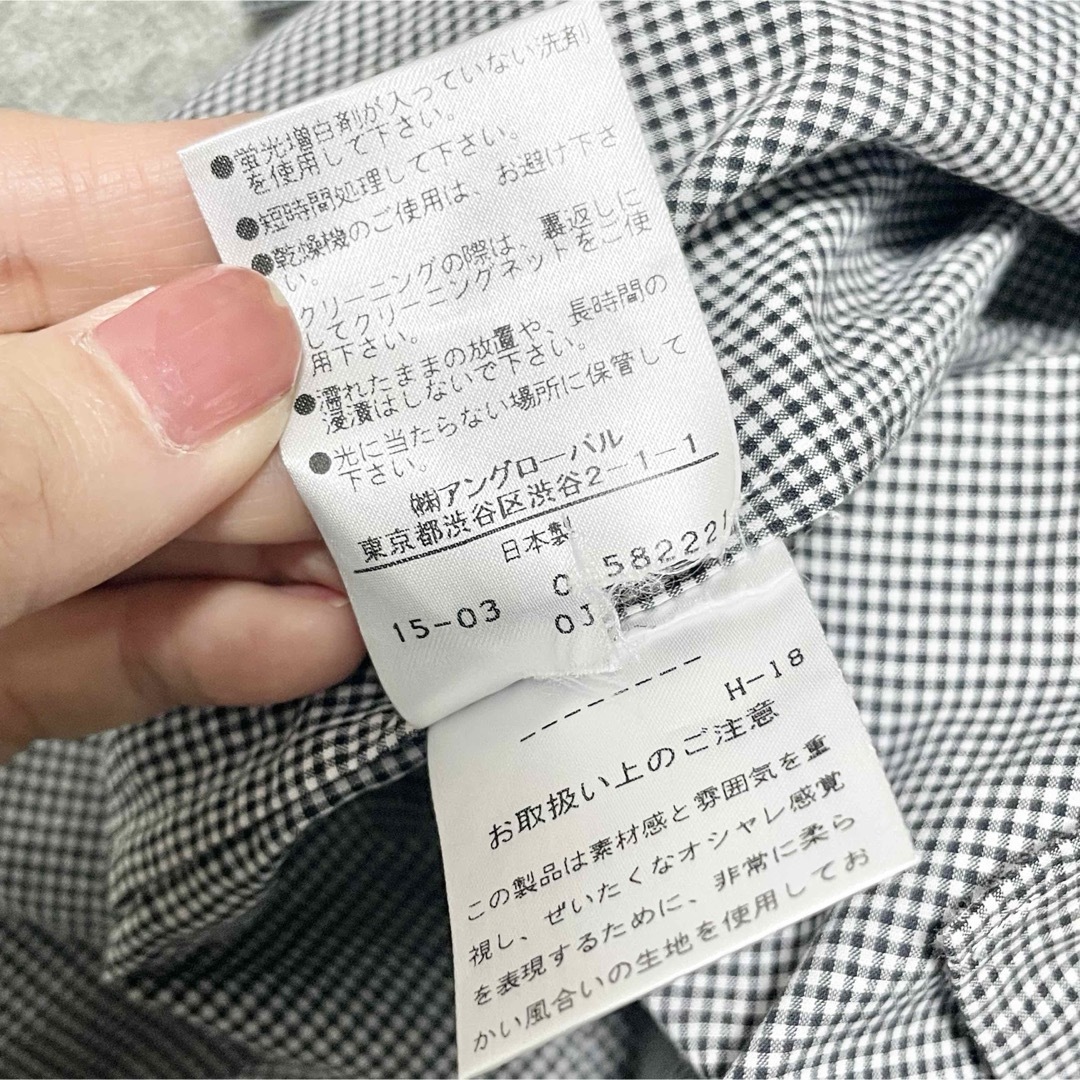 ●蛍光増白剤が入っていない洗剤
を使用して下さい。
●短時間処理して下さい。
●乾燥機のご使用は、お避け下さ
い。
クリーニングの際は、裏返しに
してクリーニングネットをご使
用下さい。
●濡れたままの放置や、長時間の
浸漬はしないで下さい。
●光に当たらない場所に保管して
下さい。
㈱アングローバル
東京都渋谷区渋谷2-1-1
日本製
15-03
582221
0J
--------
H-18
お取扱い上のご注意
この製品は素材感と雰囲気を重
視し、ぜいたくなオシャレ感覚
を表現するために、非常に柔ら
かい風合いの生地を使用してお